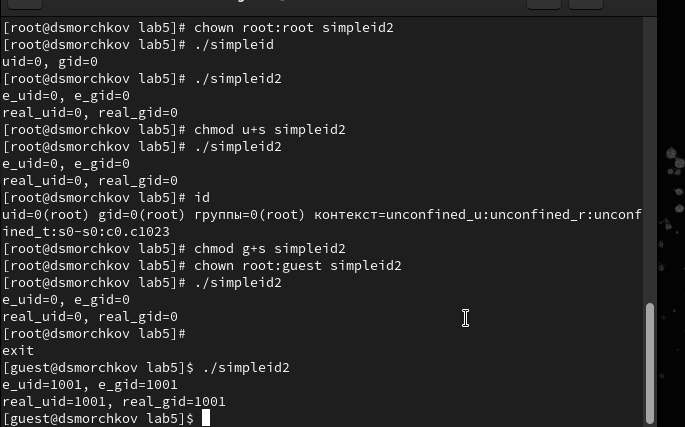 [root@dsmorchkov lab5]# chown root:root simpleid2
[root@dsmorchkov lab5]# ./simpleid
uid=0, gid=0
[root@dsmorchkov lab5]# ./simpleid2
e_uid=0, e_gid=0
real_uid=0, real_gid=0
[root@dsmorchkov lab5]# chmod u+s simpleid2
[root@dsmorchkov lab5]# ./simpleid2
e_uid=0, e_gid=0
real_uid=0, real_gid=0
[root@dsmorchkov lab5]# id
uid=0(root) gid=0(root) группы=0(root) контекст=unconfined_u:unconfined_r:unconf
ined_t:s0-s0:c0.c1023
[root@dsmorchkov lab5]# chmod g+s simpleid2
[root@dsmorchkov lab5]# chown root:guest simpleid2
[root@dsmorchkov lab5]# ./simpleid2
e_uid=0, e_gid=0
real_uid=0, real_gid=0
[root@dsmorchkov lab5]#
exit
[guest@dsmorchkov lab5]$ ./simpleid2
e_uid=1001, e_gid=1001
real_uid=1001, real_gid=1001
[guest@dsmorchkov lab5]$